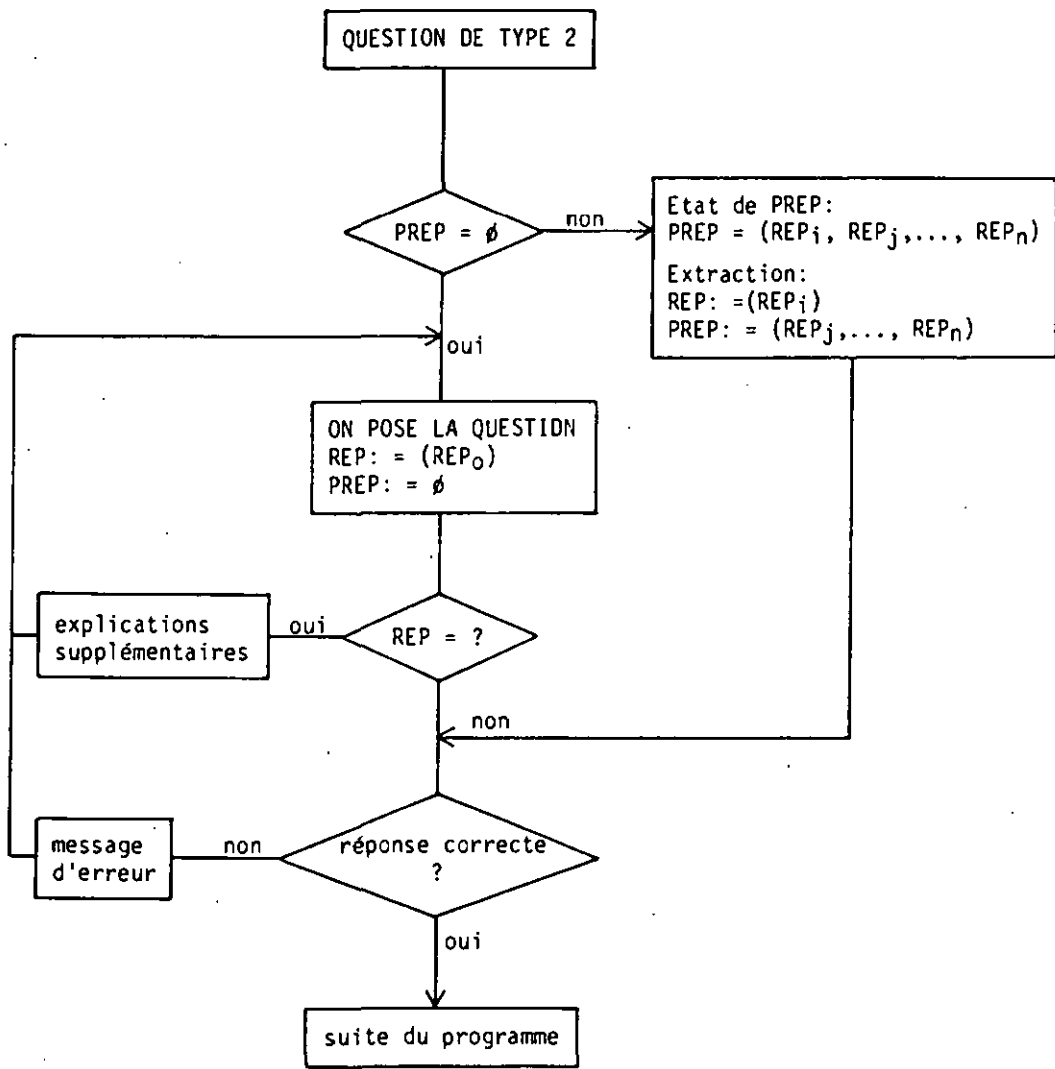 QUESTION DE TYPE 2
PREP = ø
non
Etat de PREP:
PREP = (REPi, REPj,..., REPn)
Extraction:
REP: =(REPi)
PREP: = (REPj,..., REPn)
oui
ON POSE LA QUESTIDN
REP: = (REPo)
PREP: = ø
explications
supplémentaires
oui
REP = ?
non
message
d'erreur
non
réponse correcte
?
oui
suite du programme